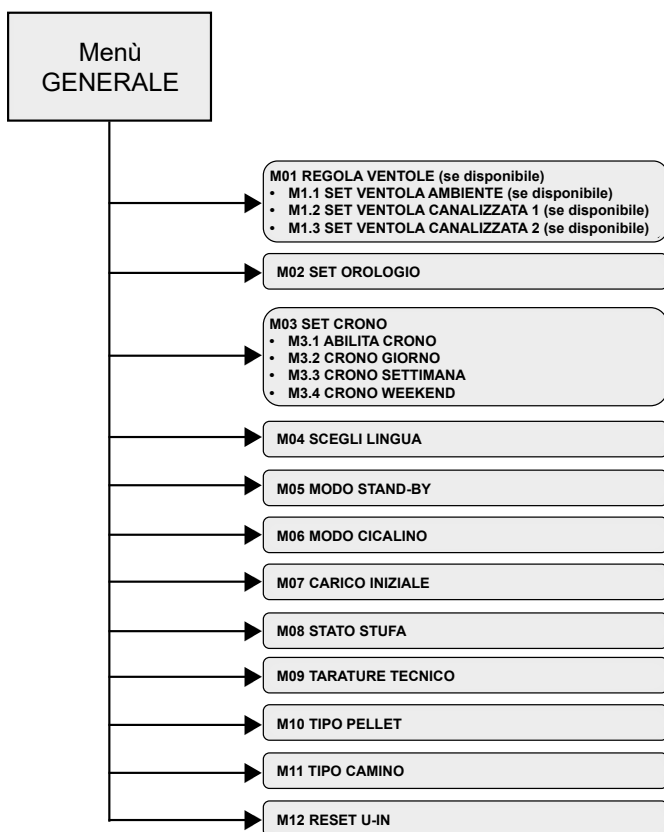 Menù
GENERALE
M01 REGOLA VENTOLE (se disponibile)
• M1.1 SET VENTOLA AMBIENTE (se disponibile)
• M1.2 SET VENTOLA CANALIZZATA 1 (se disponibile)
• M1.3 SET VENTOLA CANALIZZATA 2 (se disponibile)
M02 SET OROLOGIO
M03 SET CRONO
• M3.1 ABILITA CRONO
• M3.2 CRONO GIORNO
• M3.3 CRONO SETTIMANA
• M3.4 CRONO WEEKEND
M04 SCEGLI LINGUA
M05 MODO STAND-BY
M06 MODO CICALINO
M07 CARICO INIZIALE
M08 STATO STUFA
M09 TARATURE TECNICO
M10 TIPO PELLET
M11 TIPO CAMINO
M12 RESET U-IN